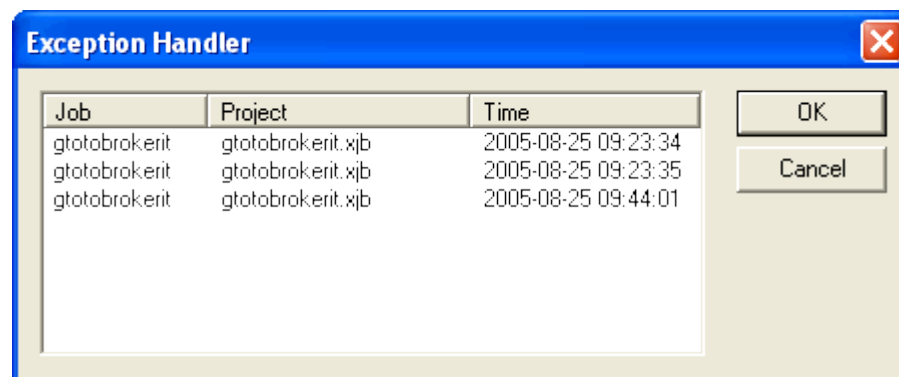 Exception Handler
Job Project Time
gtotobrokerit gtotobrokerit.xjb 2005-08-25 09:23:34
gtotobrokerit gtotobrokerit.xjb 2005-08-25 09:23:35
gtotobrokerit gtotobrokerit.xjb 2005-08-25 09:44:01
OK
Cancel